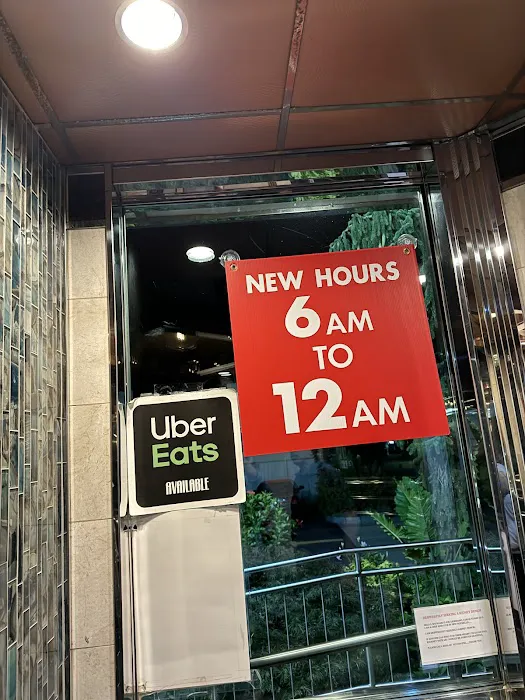 NEW HOURS
6 AM
TO
12 AM
Uber
Eats
AVAILABLE